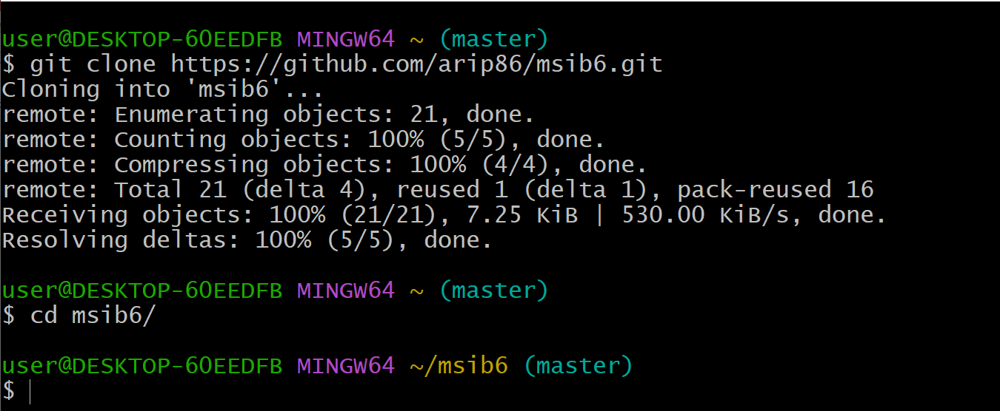 user@DESKTOP-60EEDFB MINGW64 ~ (master)
$ git clone https://github.com/arip86/msib6.git
Cloning into 'msib6'...
remote: Enumerating objects: 21, done.
remote: Counting objects: 100% (5/5), done.
remote: Compressing objects: 100% (4/4), done.
remote: Total 21 (delta 4), reused 1 (delta 1), pack-reused 16
Receiving objects: 100% (21/21), 7.25 KiB | 530.00 KiB/s, done.
Resolving deltas: 100% (5/5), done.
user@DESKTOP-60EEDFB MINGW64 ~ (master)
$ cd msib6/
user@DESKTOP-60EEDFB MINGW64 ~/msib6 (master)
$